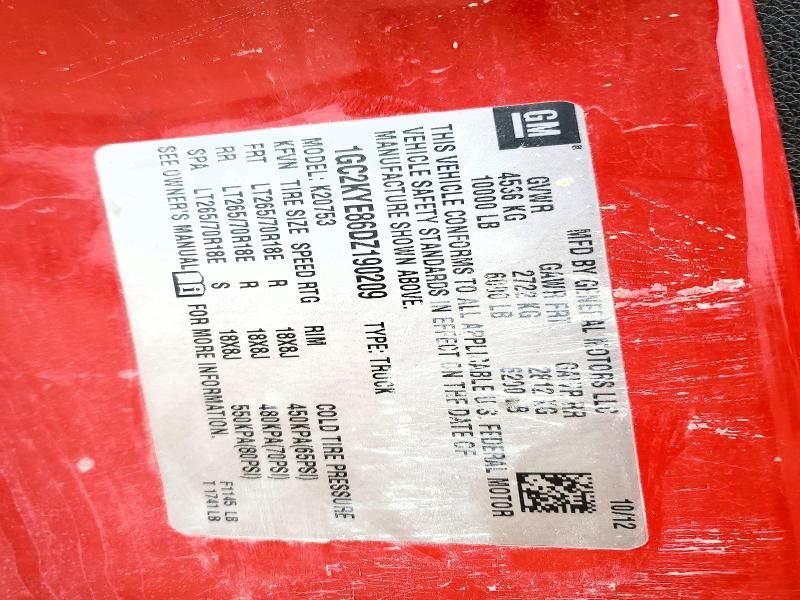 GM
MFD BY GENERAL MOTORS LLC 10/12
GVWR GAWR FRT GAWR RR
4536 KG 2722 KG 2812 KG
10000 LB 6000 LB 6200 LB
THIS VEHICLE CONFORMS TO ALL APPLICABLE U.S. FEDERAL MOTOR
VEHICLE SAFETY STANDARDS IN EFFECT ON THE DATE OF
MANUFACTURE SHOWN ABOVE.
1GC2KYE86DZ190209 TYPE: TRUCK
MODEL: K20753
KFVN TIRE SIZE SPEED RTG RIM COLD TIRE PRESSURE
FRT LT265/70R18E R 18X8J 450KPA(65PSI)
RR LT265/70R18E R 18X8J 480KPA(70PSI)
SPA LT265/70R18E S 18X8J 550KPA(80PSI)
SEE OWNER'S MANUAL FOR MORE INFORMATION.
F1145 LB
T1741 LB